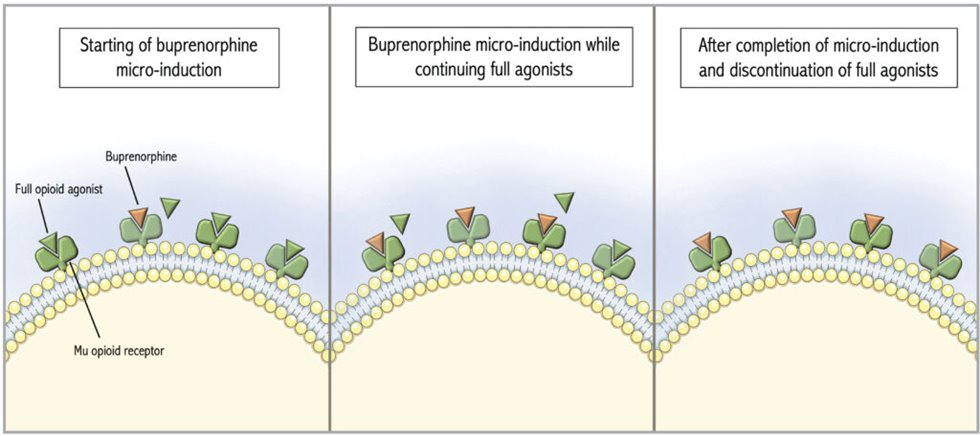 Starting of buprenorphine
micro-induction
Buprenorphine
Full opioid agonist
Mu opioid receptor
Buprenorphine micro-induction while
continuing full agonists
After completion of micro-induction
and discontinuation of full agonists